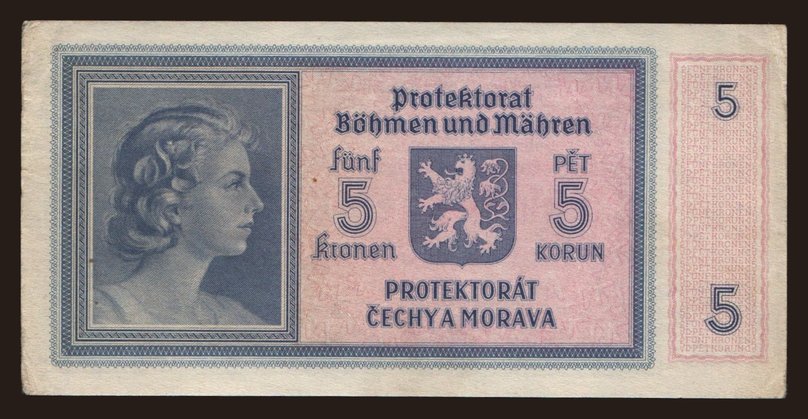 Protektorat
Böhmen und Mähren
fünf
5
kronen
PĚT
5
KORUN
PROTEKTORÁT
ČECHY A MORAVA
5
5